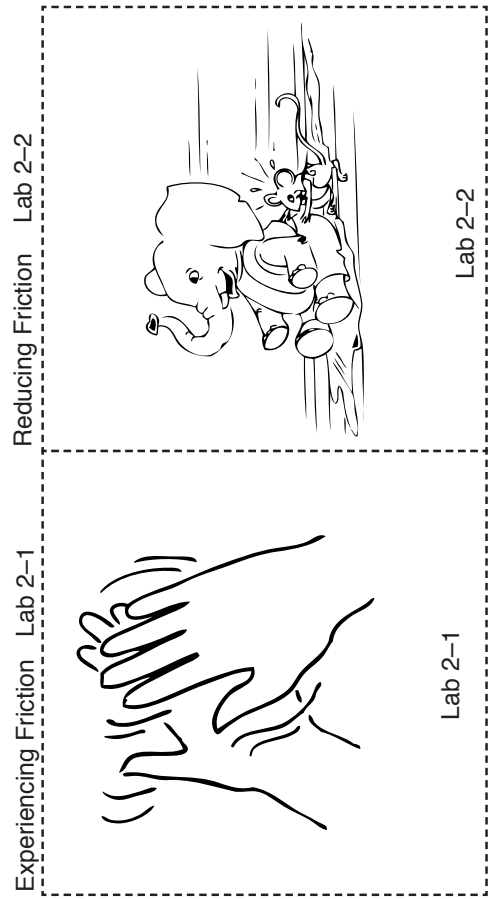 Experiencing Friction Lab 2–1
Reducing Friction Lab 2–2
Lab 2–1
Lab 2–2